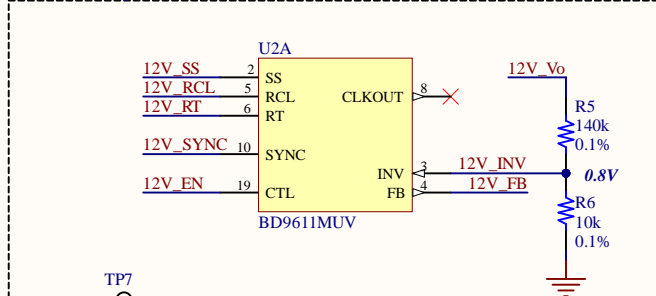 U2A
12V_SS 2 SS
12V_RCL 5 RCL
12V_RT 6 RT
CLKOUT 8
12V_SYNC 10 SYNC
INV 3 12V_INV
12V_EN 19 CTL
FB 4 12V_FB
BD9611MUV
12V_Vo
R5
140k
0.1%
0.8V
R6
10k
0.1%
TP7